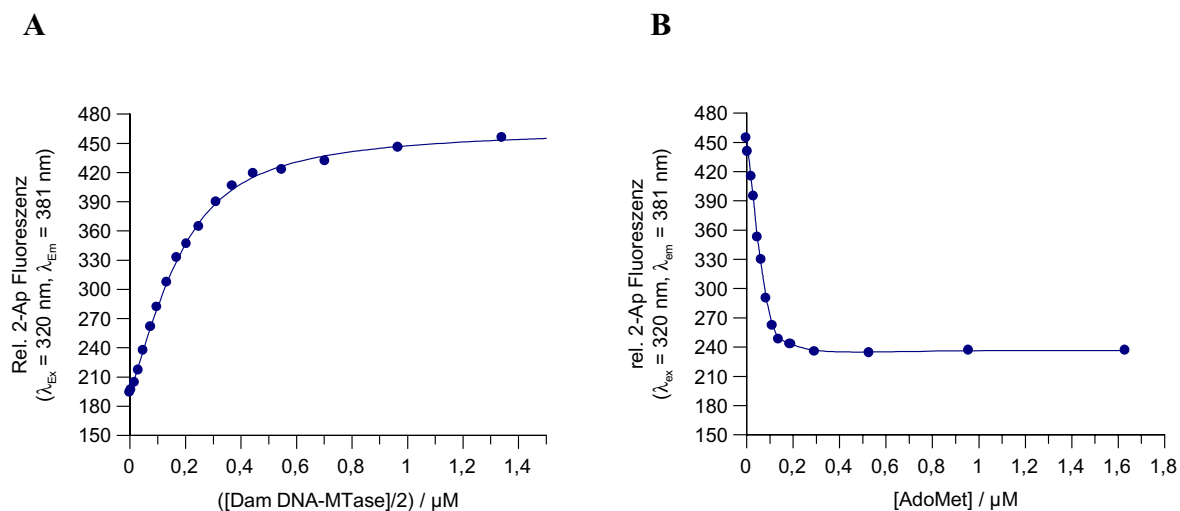 A
Rel. 2-Ap Fluoreszenz
(λEx = 320 nm, λEm = 381 nm)
480
450
420
390
360
330
300
270
240
210
180
150
0 0,2 0,4 0,6 0,8 1 1,2 1,4
([Dam DNA-MTase]/2) / µM
B
rel. 2-Ap Fluoreszenz
(λex = 320 nm, λem = 381 nm)
480
450
420
390
360
330
300
270
240
210
180
150
0 0,2 0,4 0,6 0,8 1 1,2 1,4 1,6 1,8
[AdoMet] / µM